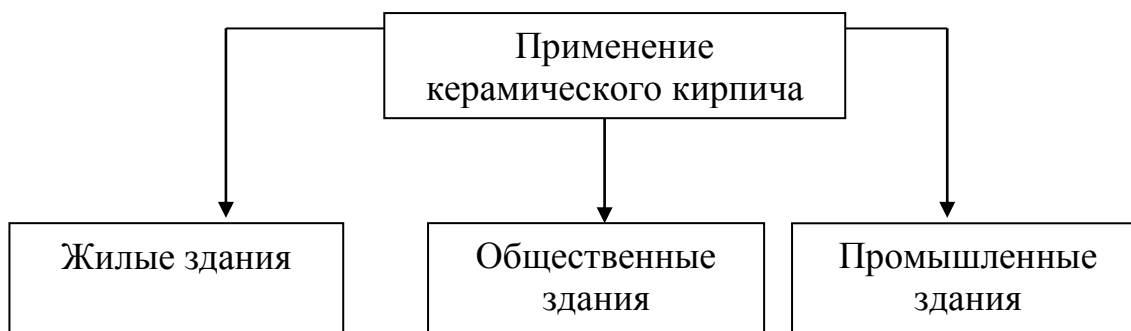 Применение
керамического кирпича
Жилые здания
Общественные
здания
Промышленные
здания